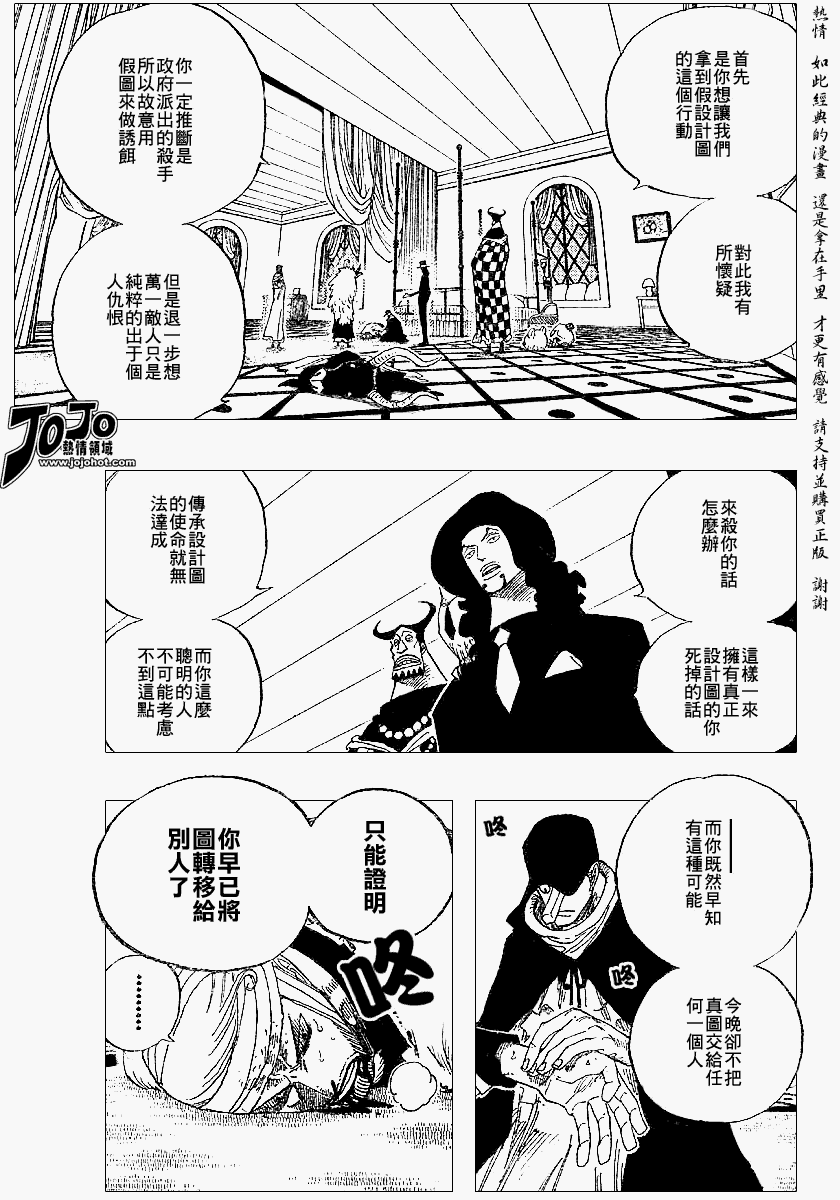 首先
是你想讓我們
拿到假設計圖
的這個行動
對此我有
所懷疑
你一定推斷是
政府派出的殺手
所以故意用
假圖來做誘餌
但是退一步想
萬一敵人只是
純粹的出于個
人仇恨
來殺你的話
怎麼辦
這樣一來
擁有真正
設計圖的你
死掉的話
傳承設計圖
的使命就無
法達成
而你這麼
聰明的人
不可能考慮
不到這點
而你既然早知
有這種可能
今晚卻不把
真圖交給任
何一個人
咚
咚
只能證明
你早已將
圖轉移給
別人了
咚
………
JOJO
熱情領域
www.jojohot.com
熱情 如此經典的漫畫 還是拿在手里 才更有感覺 請支持並購買正版 謝謝